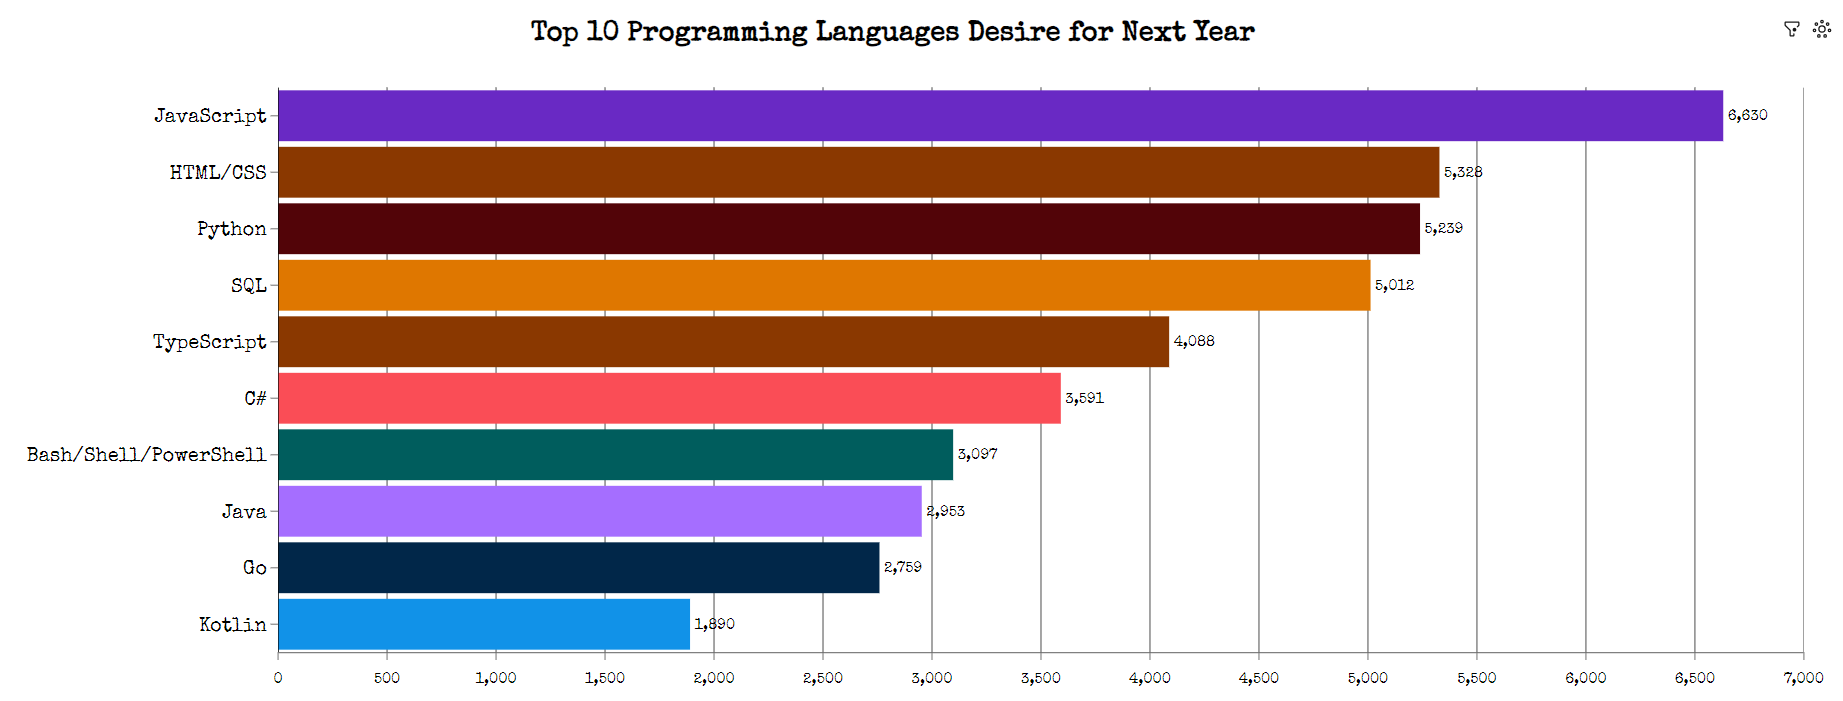 Top 10 Programming Languages Desire for Next Year
JavaScript 6,630
HTML/CSS 5,328
Python 5,239
SQL 5,012
TypeScript 4,088
C# 3,591
Bash/Shell/PowerShell 3,097
Java 2,953
Go 2,759
Kotlin 1,890
0 500 1,000 1,500 2,000 2,500 3,000 3,500 4,000 4,500 5,000 5,500 6,000 6,500 7,000